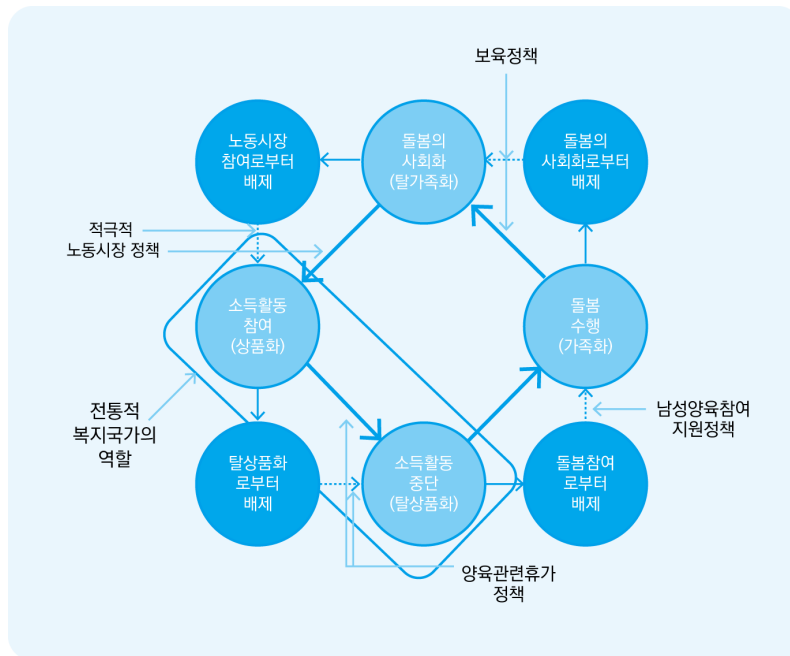 보육정책
노동시장
참여로부터
배제
돌봄의
사회화
(탈가족화)
돌봄의
사회화로부터
배제
적극적
노동시장 정책
소득활동
참여
(상품화)
돌봄
수행
(가족화)
전통적
복지국가의
역할
남성양육참여
지원정책
탈상품화
로부터
배제
소득활동
중단
(탈상품화)
돌봄참여
로부터
배제
양육관련휴가
정책